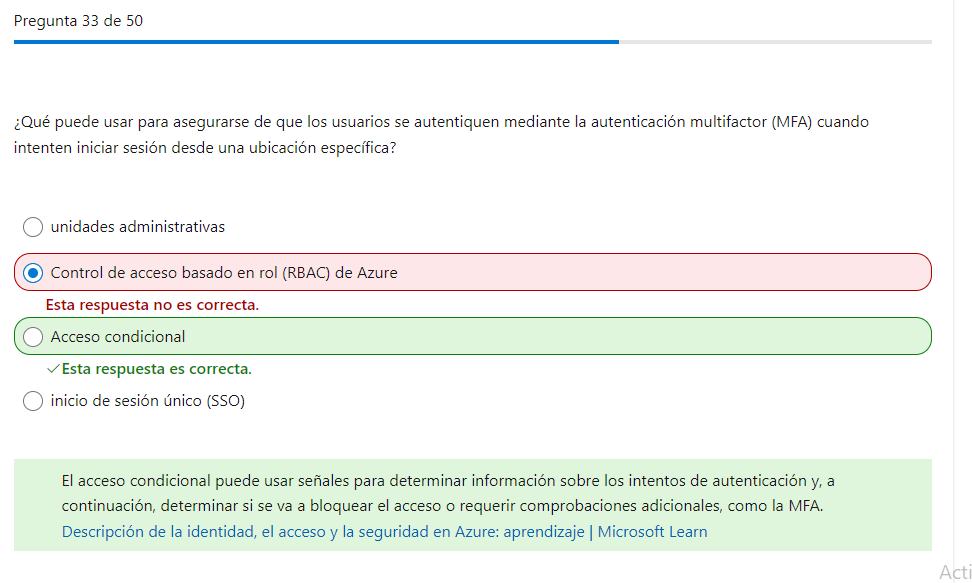 Pregunta 33 de 50
¿Qué puede usar para asegurarse de que los usuarios se autentiquen mediante la autenticación multifactor (MFA) cuando
intenten iniciar sesión desde una ubicación específica?
unidades administrativas
Control de acceso basado en rol (RBAC) de Azure
Esta respuesta no es correcta.
Acceso condicional
Esta respuesta es correcta.
inicio de sesión único (SSO)
El acceso condicional puede usar señales para determinar información sobre los intentos de autenticación y, a
continuación, determinar si se va a bloquear el acceso o requerir comprobaciones adicionales, como la MFA.
Descripción de la identidad, el acceso y la seguridad en Azure: aprendizaje | Microsoft Learn
Acti